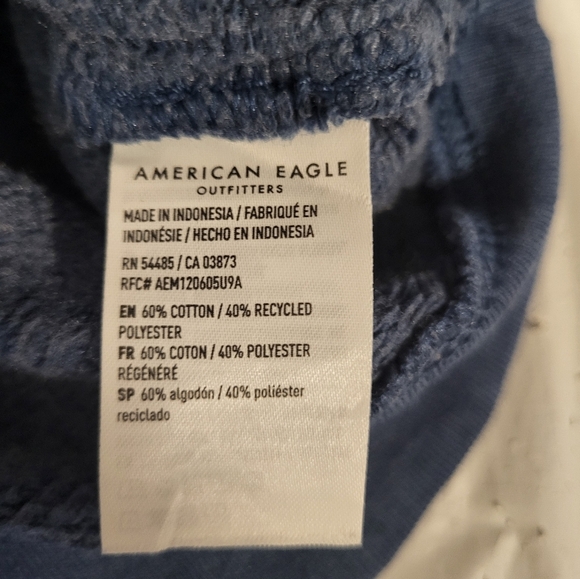 AMERICAN EAGLE
OUTFITTERS
MADE IN INDONESIA / FABRIQUÉ EN
INDONÉSIE / HECHO EN INDONESIA
RN 54485 / CA 03873
RFC# AEM120605U9A
EN 60% COTTON / 40% RECYCLED
POLYESTER
FR 60% COTON / 40% POLYESTER
RÉGÉNÉRÉ
SP 60% algodón / 40% poliéster
reciclado